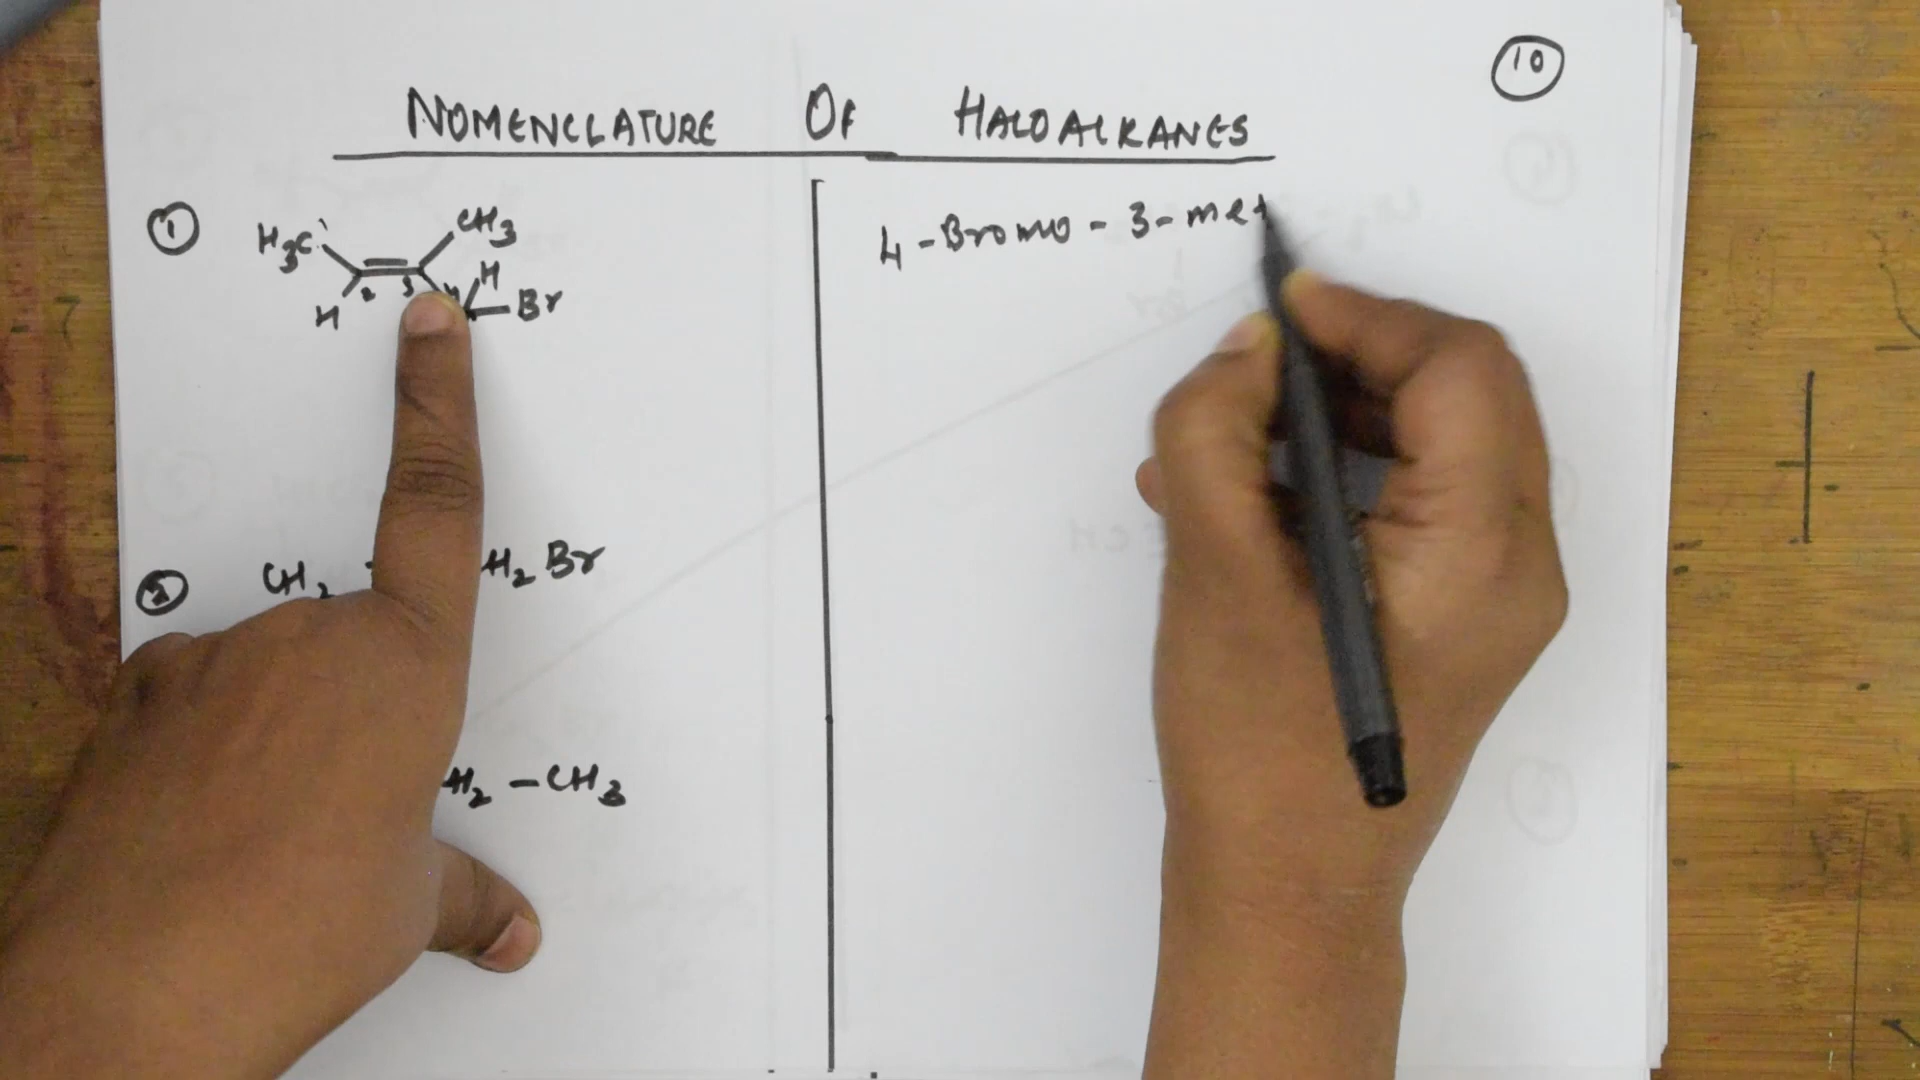 10
NOMENCLATURE OF HALOALKANES
1
H3C CH3
2 3 4 H
H Br
4-Bromo-3-met
2 CH2 H2Br
H2-CH3